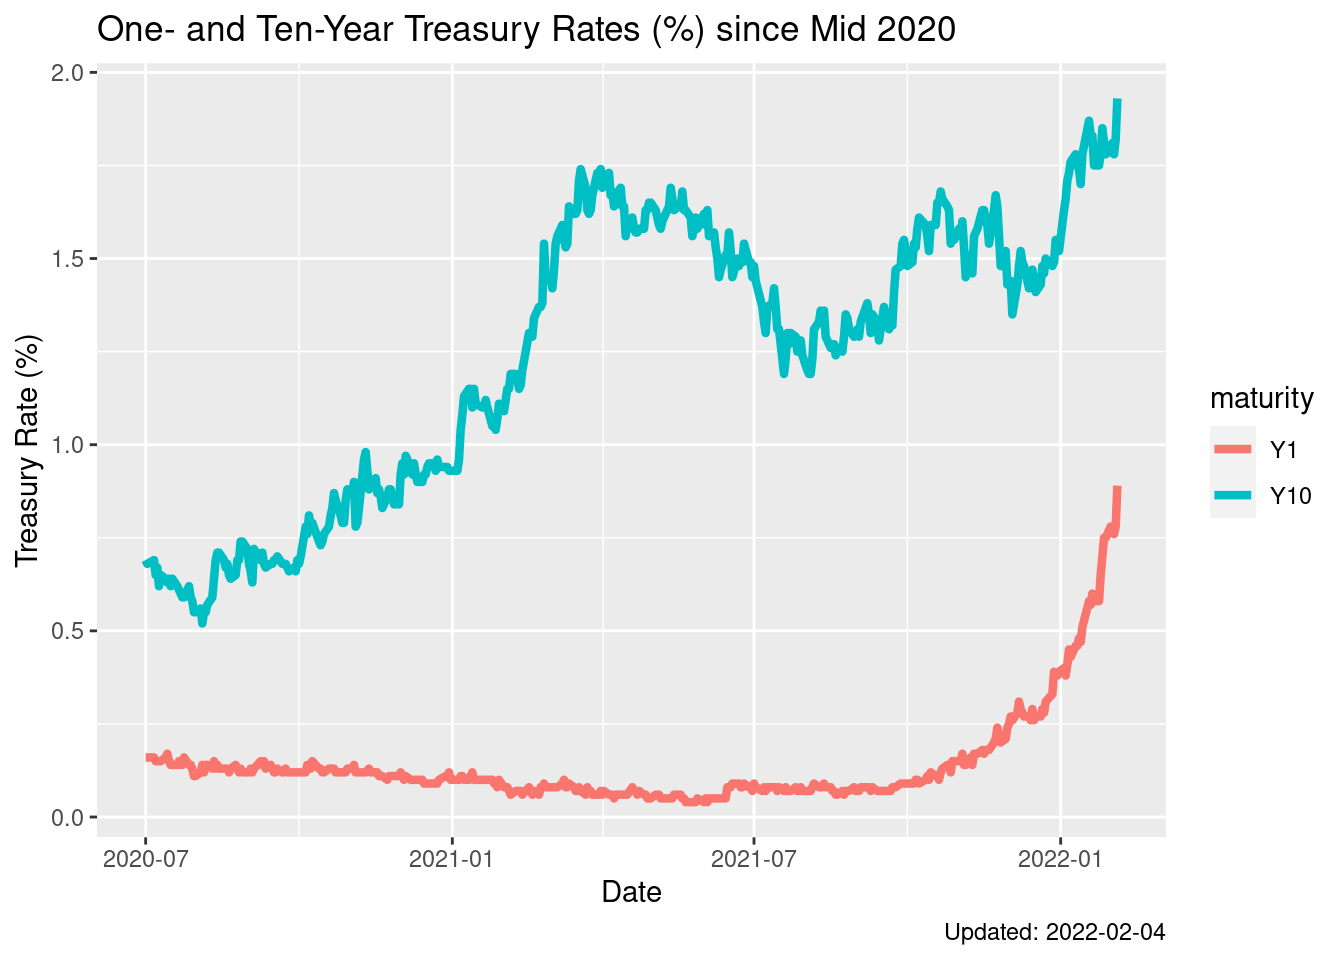 One- and Ten-Year Treasury Rates (%) since Mid 2020
2.0
1.5
1.0
0.5
0.0
Treasury Rate (%)
2020-07
2021-01
2021-07
2022-01
Date
maturity
Y1
Y10
Updated: 2022-02-04